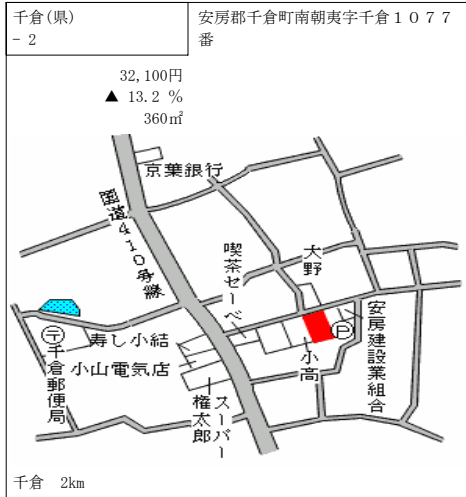 千倉(県)
－２
安房郡千倉町南朝夷字千倉１０７７
番
32,100円
▲ 13.2 %
360㎡
京葉銀行
国道４１０号線
喫茶セーベ
大野
安房建設業組合
Ⓟ
小高
寿し小結
小山電気店
スーパー
権太郎
〒
千倉郵便局
千倉　2km